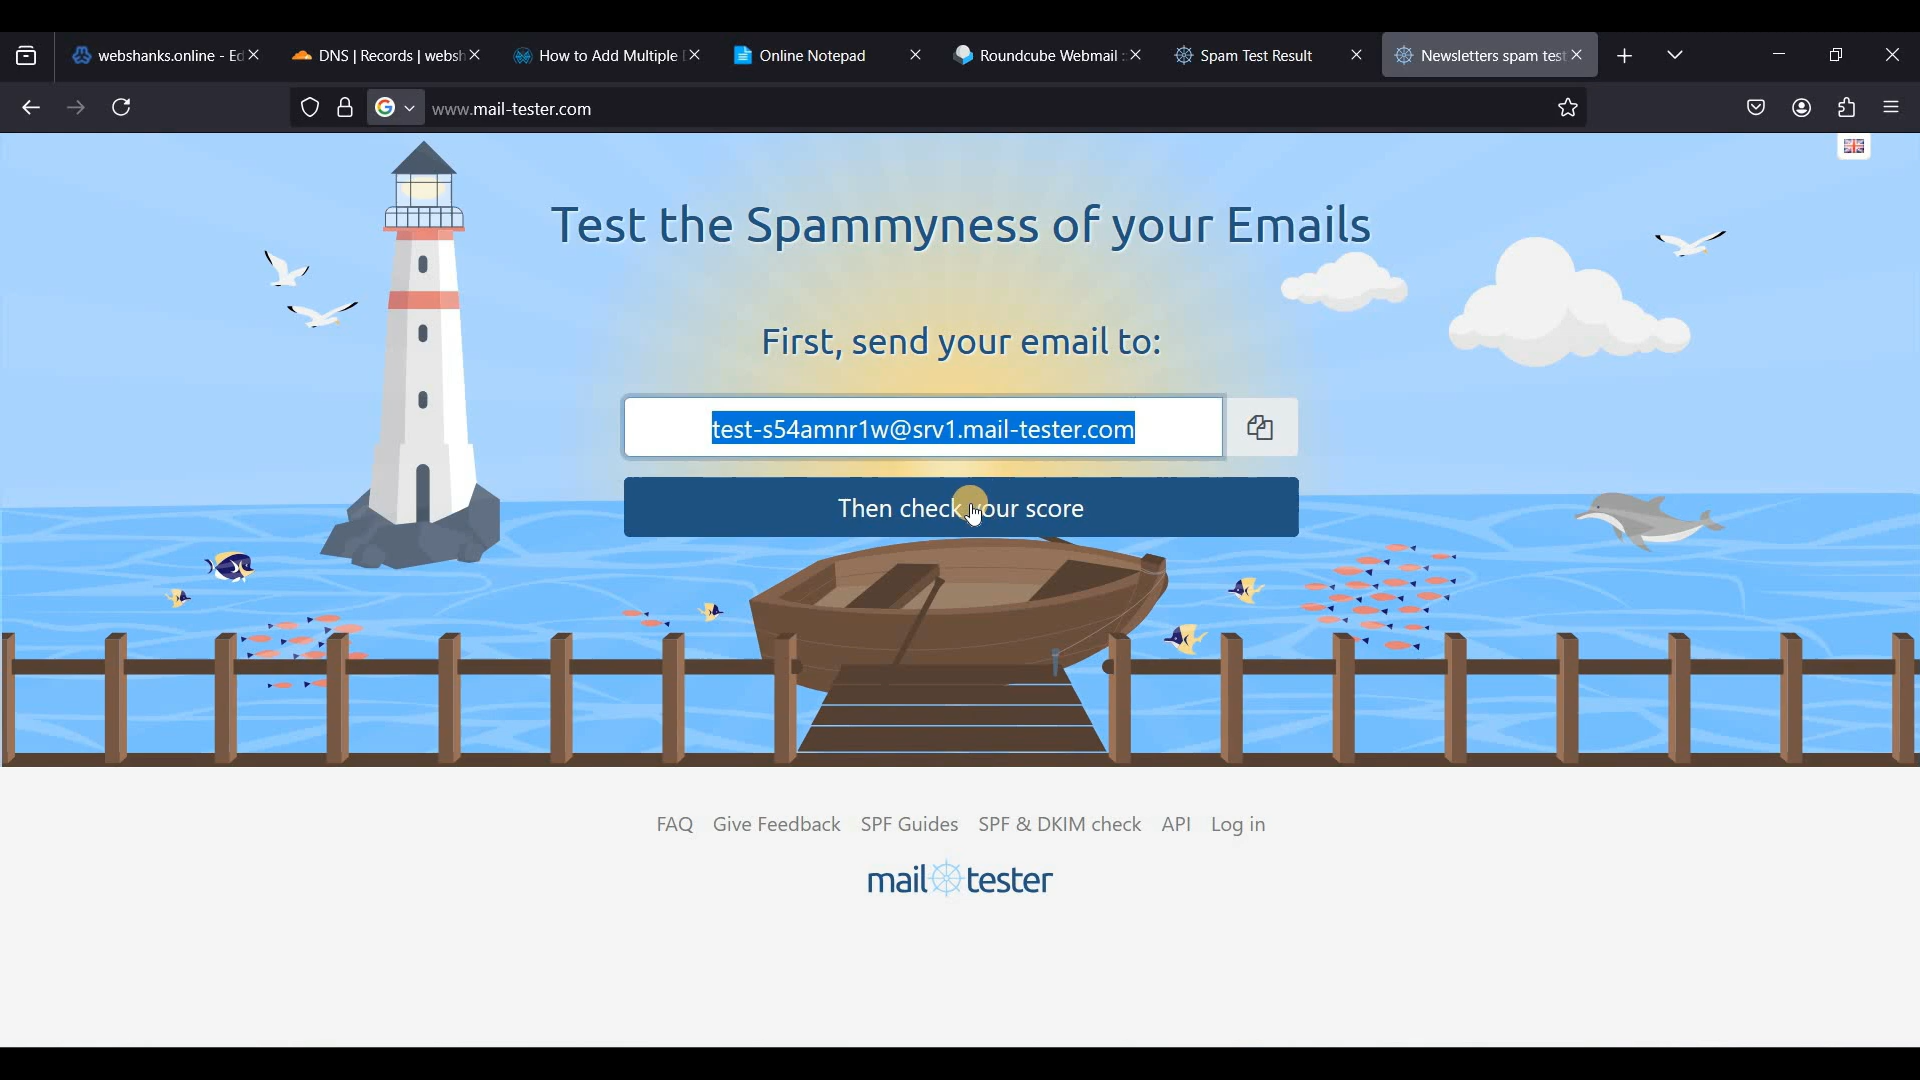 webshanks.online - Ed
DNS | Records | websh
How to Add Multiple
Online Notepad
Roundcube Webmail :
Spam Test Result
Newsletters spam test
www.mail-tester.com
Test the Spammyness of your Emails
First, send your email to:
test-s54amnr1w@srv1.mail-tester.com
Then check your score
FAQ Give Feedback SPF Guides SPF & DKIM check API Log in
mail tester